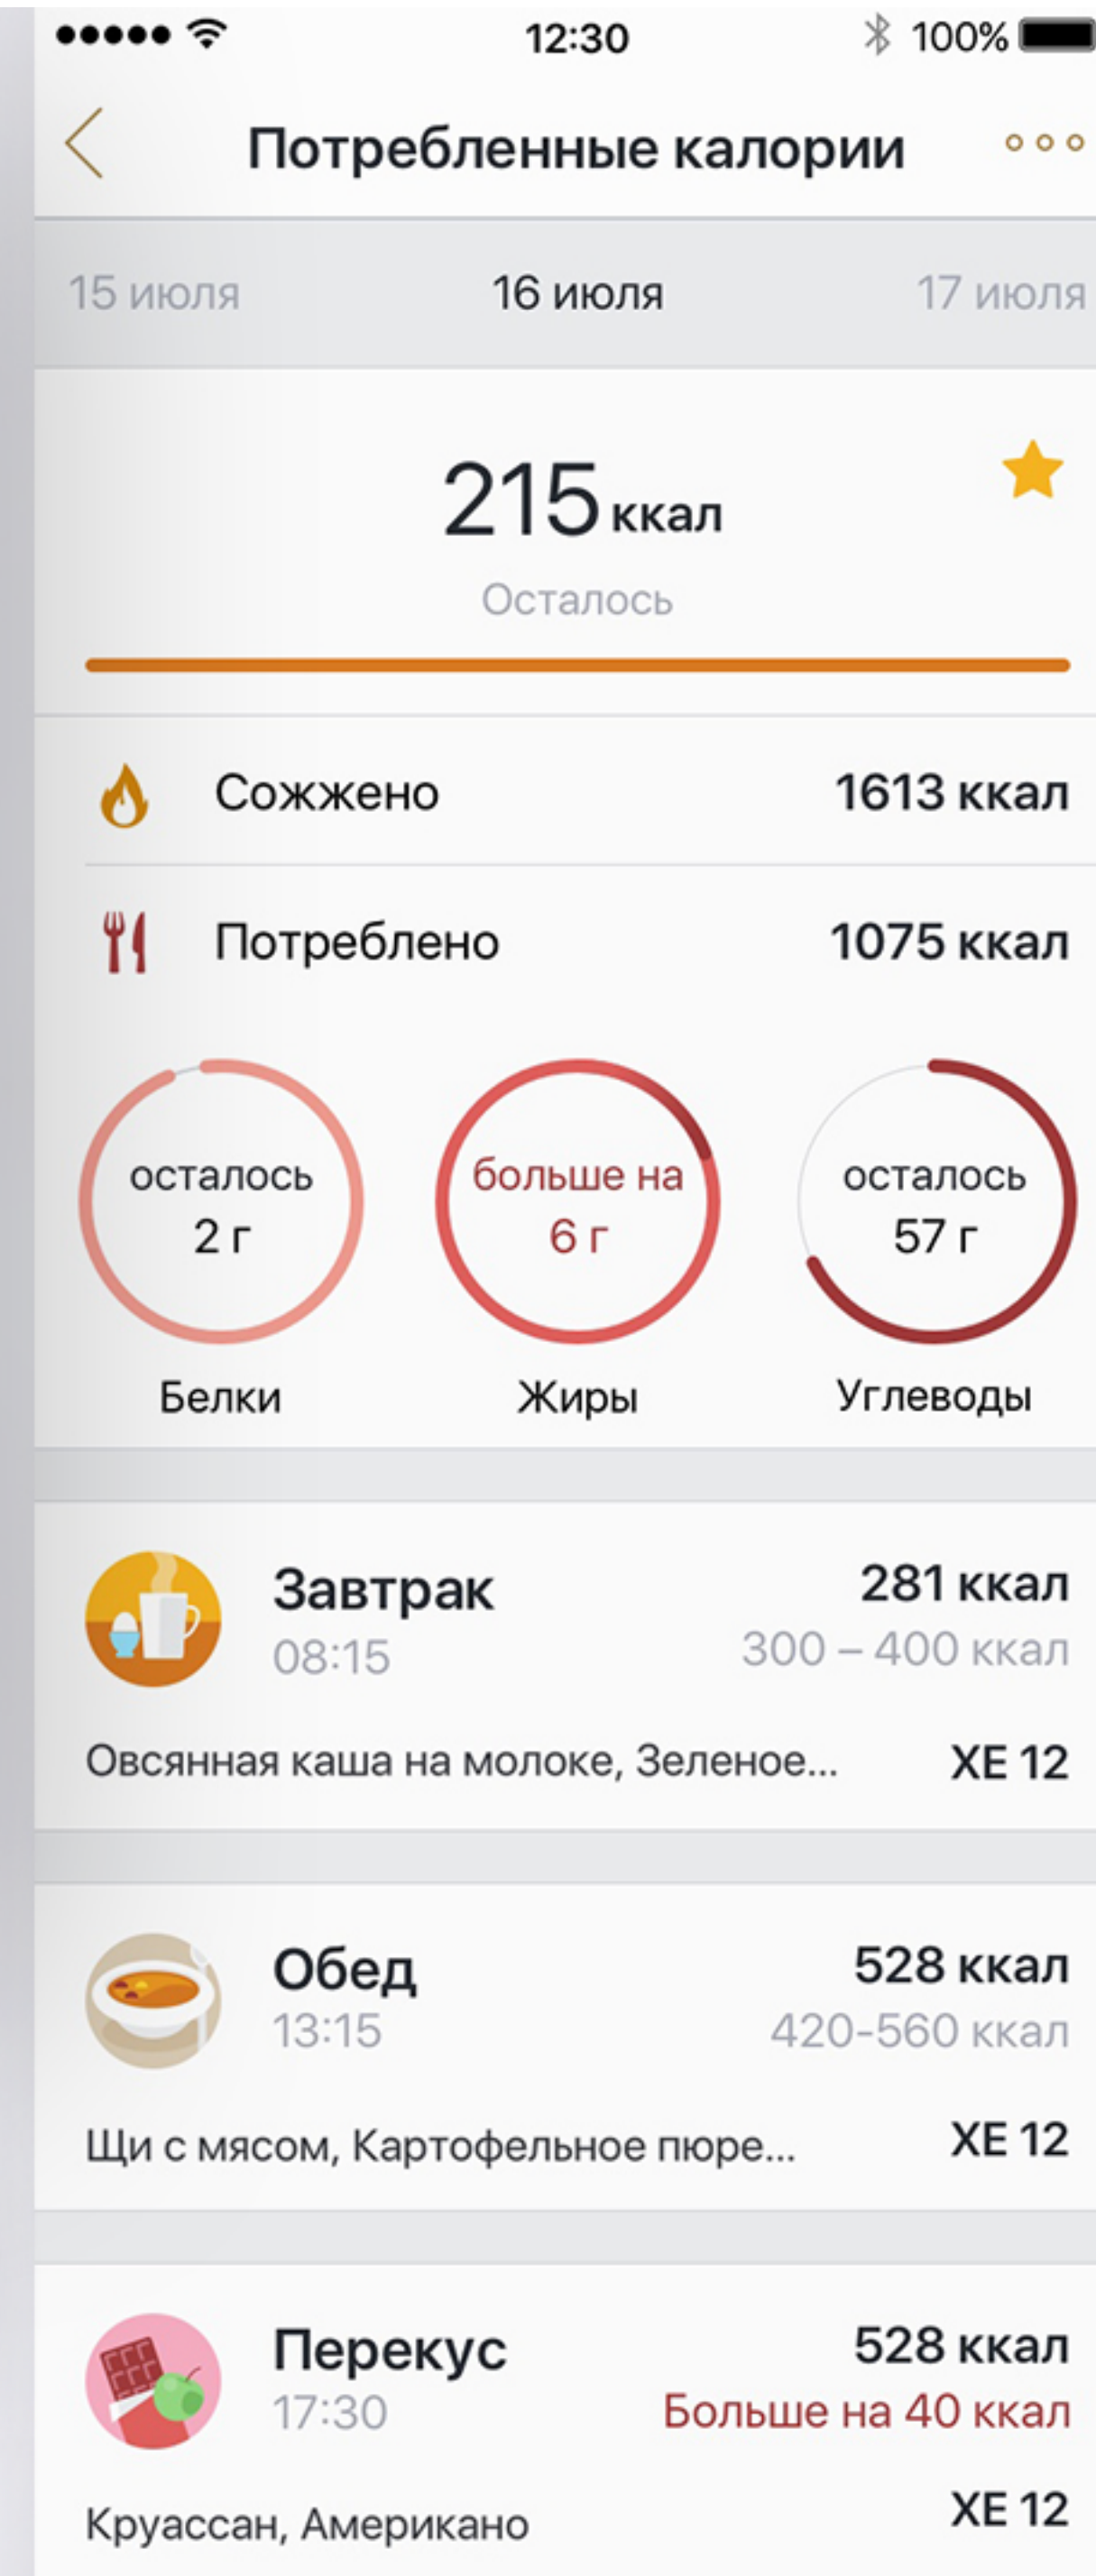 12:30
100%
Потребленные калории
15 июля 16 июля 17 июля
215 ккал
Осталось
Сожжено 1613 ккал
Потреблено 1075 ккал
осталось
2 г
больше на
6 г
осталось
57 г
Белки Жиры Углеводы
Завтрак 281 ккал
08:15 300 – 400 ккал
Овсянная каша на молоке, Зеленое... ХЕ 12
Обед 528 ккал
13:15 420-560 ккал
Щи с мясом, Картофельное пюре... ХЕ 12
Перекус 528 ккал
17:30 Больше на 40 ккал
Круассан, Американо ХЕ 12